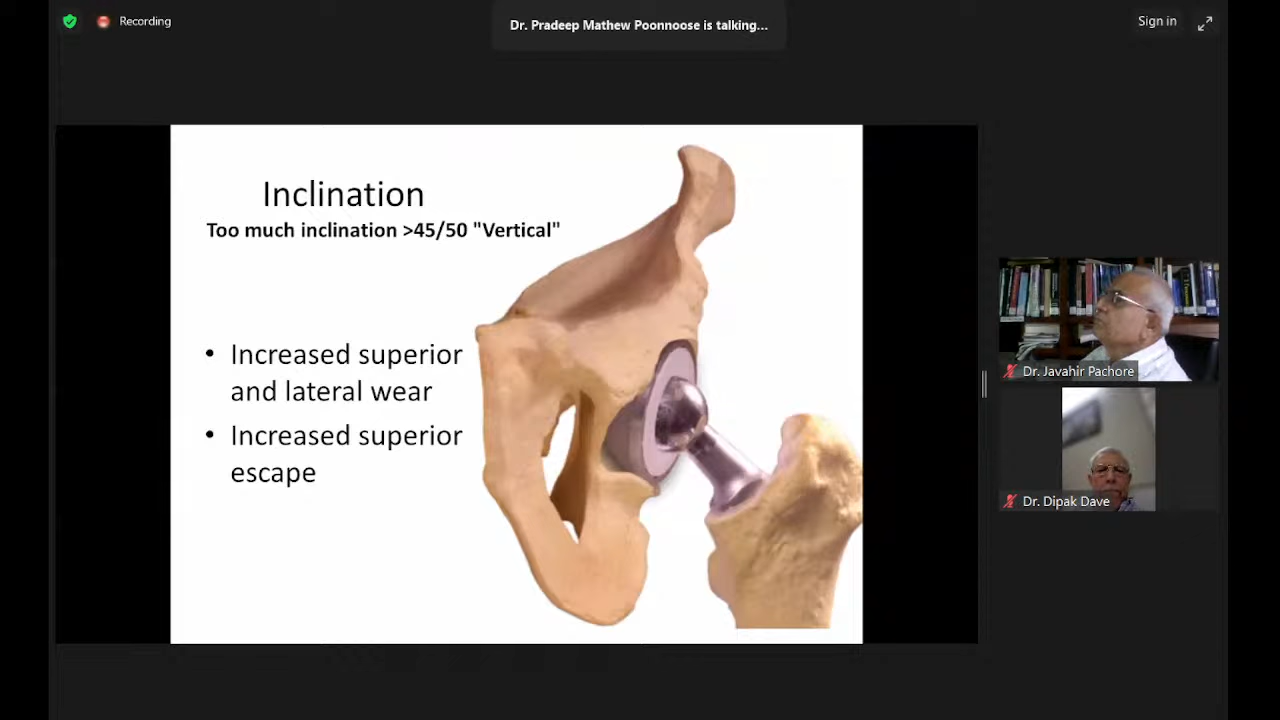 Recording
Dr. Pradeep Mathew Poonnoose is talking...
Sign in
Inclination
Too much inclination >45/50 "Vertical"
• Increased superior
and lateral wear
• Increased superior
escape
Dr. Javahir Pachore
Dr. Dipak Dave